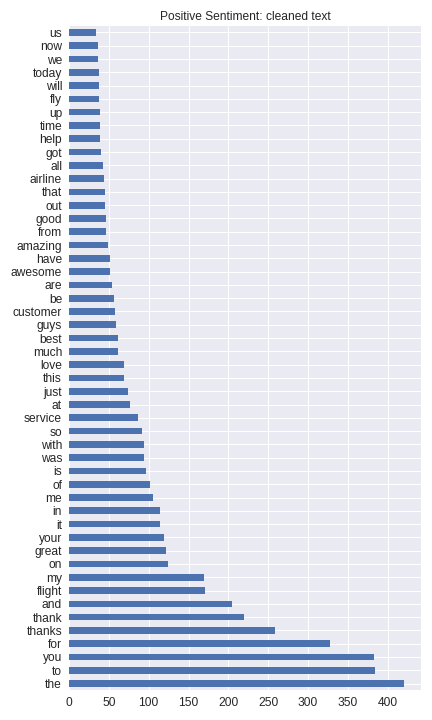 Positive Sentiment: cleaned text
us
now
we
today
will
fly
up
time
help
got
all
airline
that
out
good
from
amazing
have
awesome
are
be
customer
guys
best
much
love
this
just
at
service
so
with
was
is
of
me
in
it
your
great
on
my
flight
and
thank
thanks
for
you
to
the
0 50 100 150 200 250 300 350 400